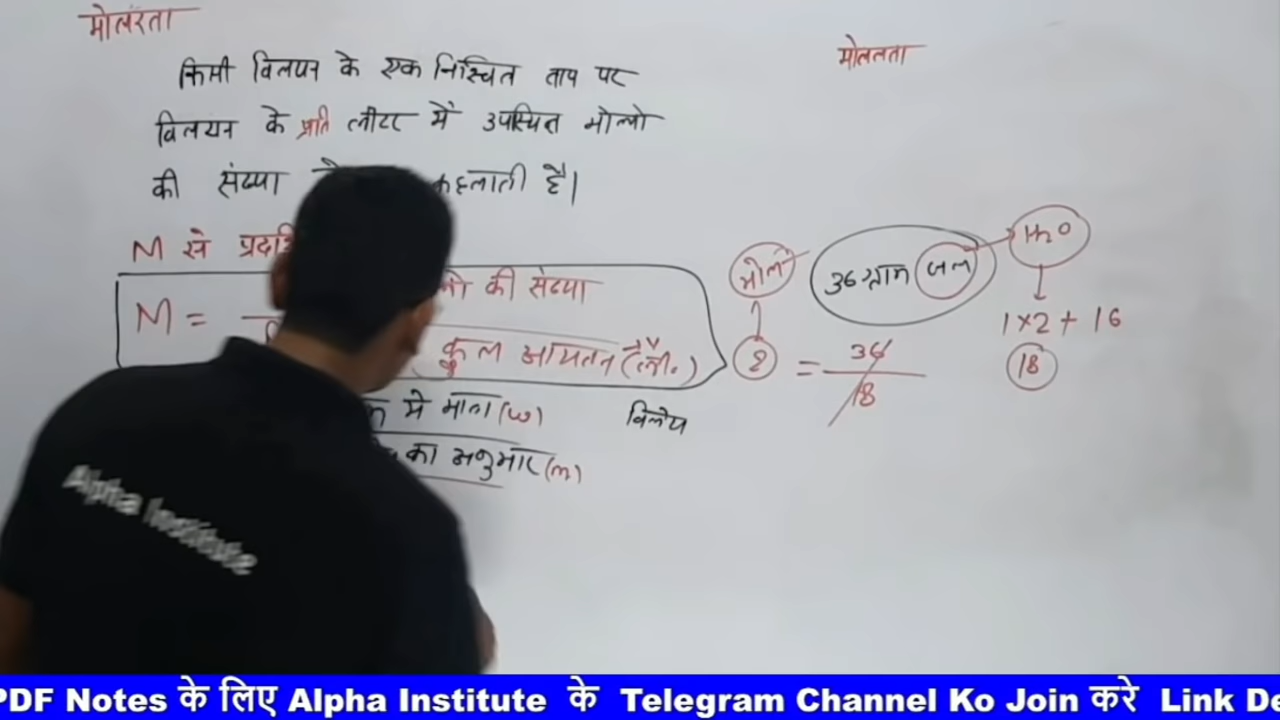 मोलरता
मोललता
किसी विलयन के एक निश्चित ताप पर
विलयन के प्रति लीटर में उपस्थित मोलो
की संख्या कहलाती है।
M से
की संख्या
M =
कुल आयतन (ली.)
में मात्रा (w)
का अणुभार (m)
विलेय
मोल
36 ग्राम जल
H2O
1×2 + 16
18
2 = 36
18
Alpha Institute
PDF Notes के लिए Alpha Institute के Telegram Channel Ko Join करे Link